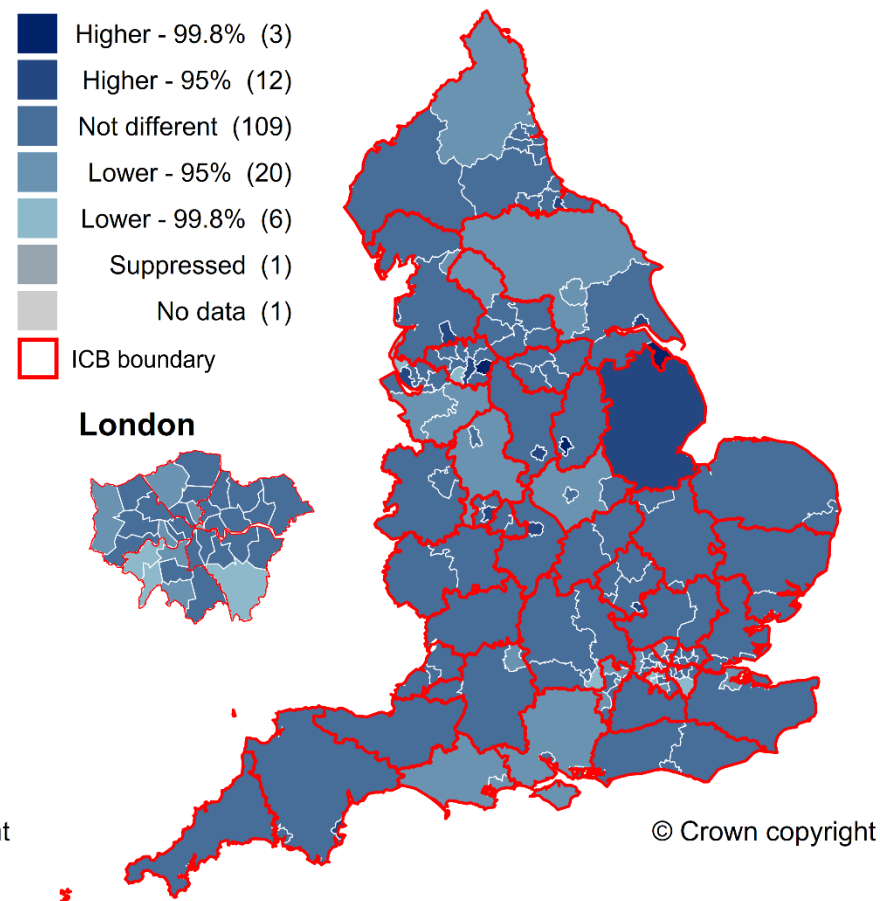 Higher - 99.8% (3)
Higher - 95% (12)
Not different (109)
Lower - 95% (20)
Lower - 99.8% (6)
Suppressed (1)
No data (1)
ICB boundary
London
© Crown copyright